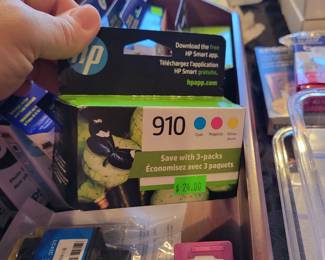 hp
Download the free
HP Smart app.
Téléchargez l'application
HP Smart gratuite.
hpapp.com
910
Cyan
Magenta
Yellow
Save with 3-packs
Économisez avec 3 paquets
$ 24.00